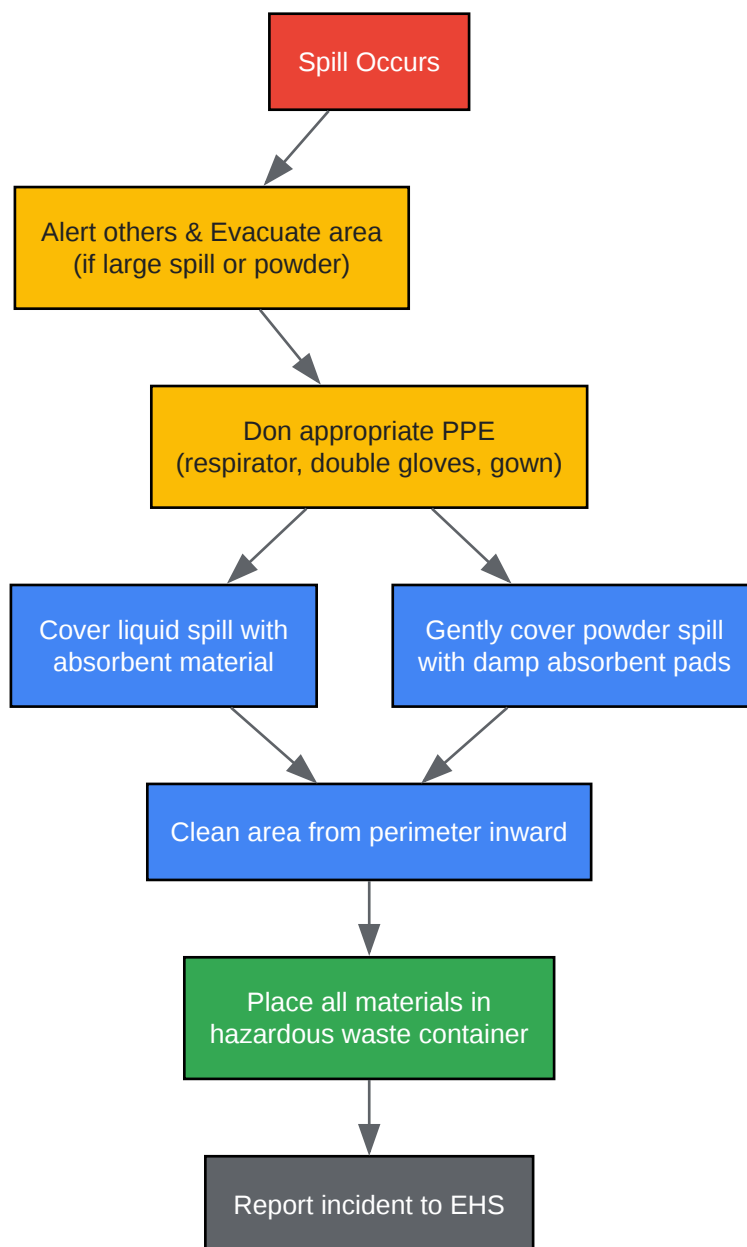 Spill Occurs
Alert others & Evacuate area
(if large spill or powder)
Don appropriate PPE
(respirator, double gloves, gown)
Cover liquid spill with
absorbent material
Gently cover powder spill
with damp absorbent pads
Clean area from perimeter inward
Place all materials in
hazardous waste container
Report incident to EHS